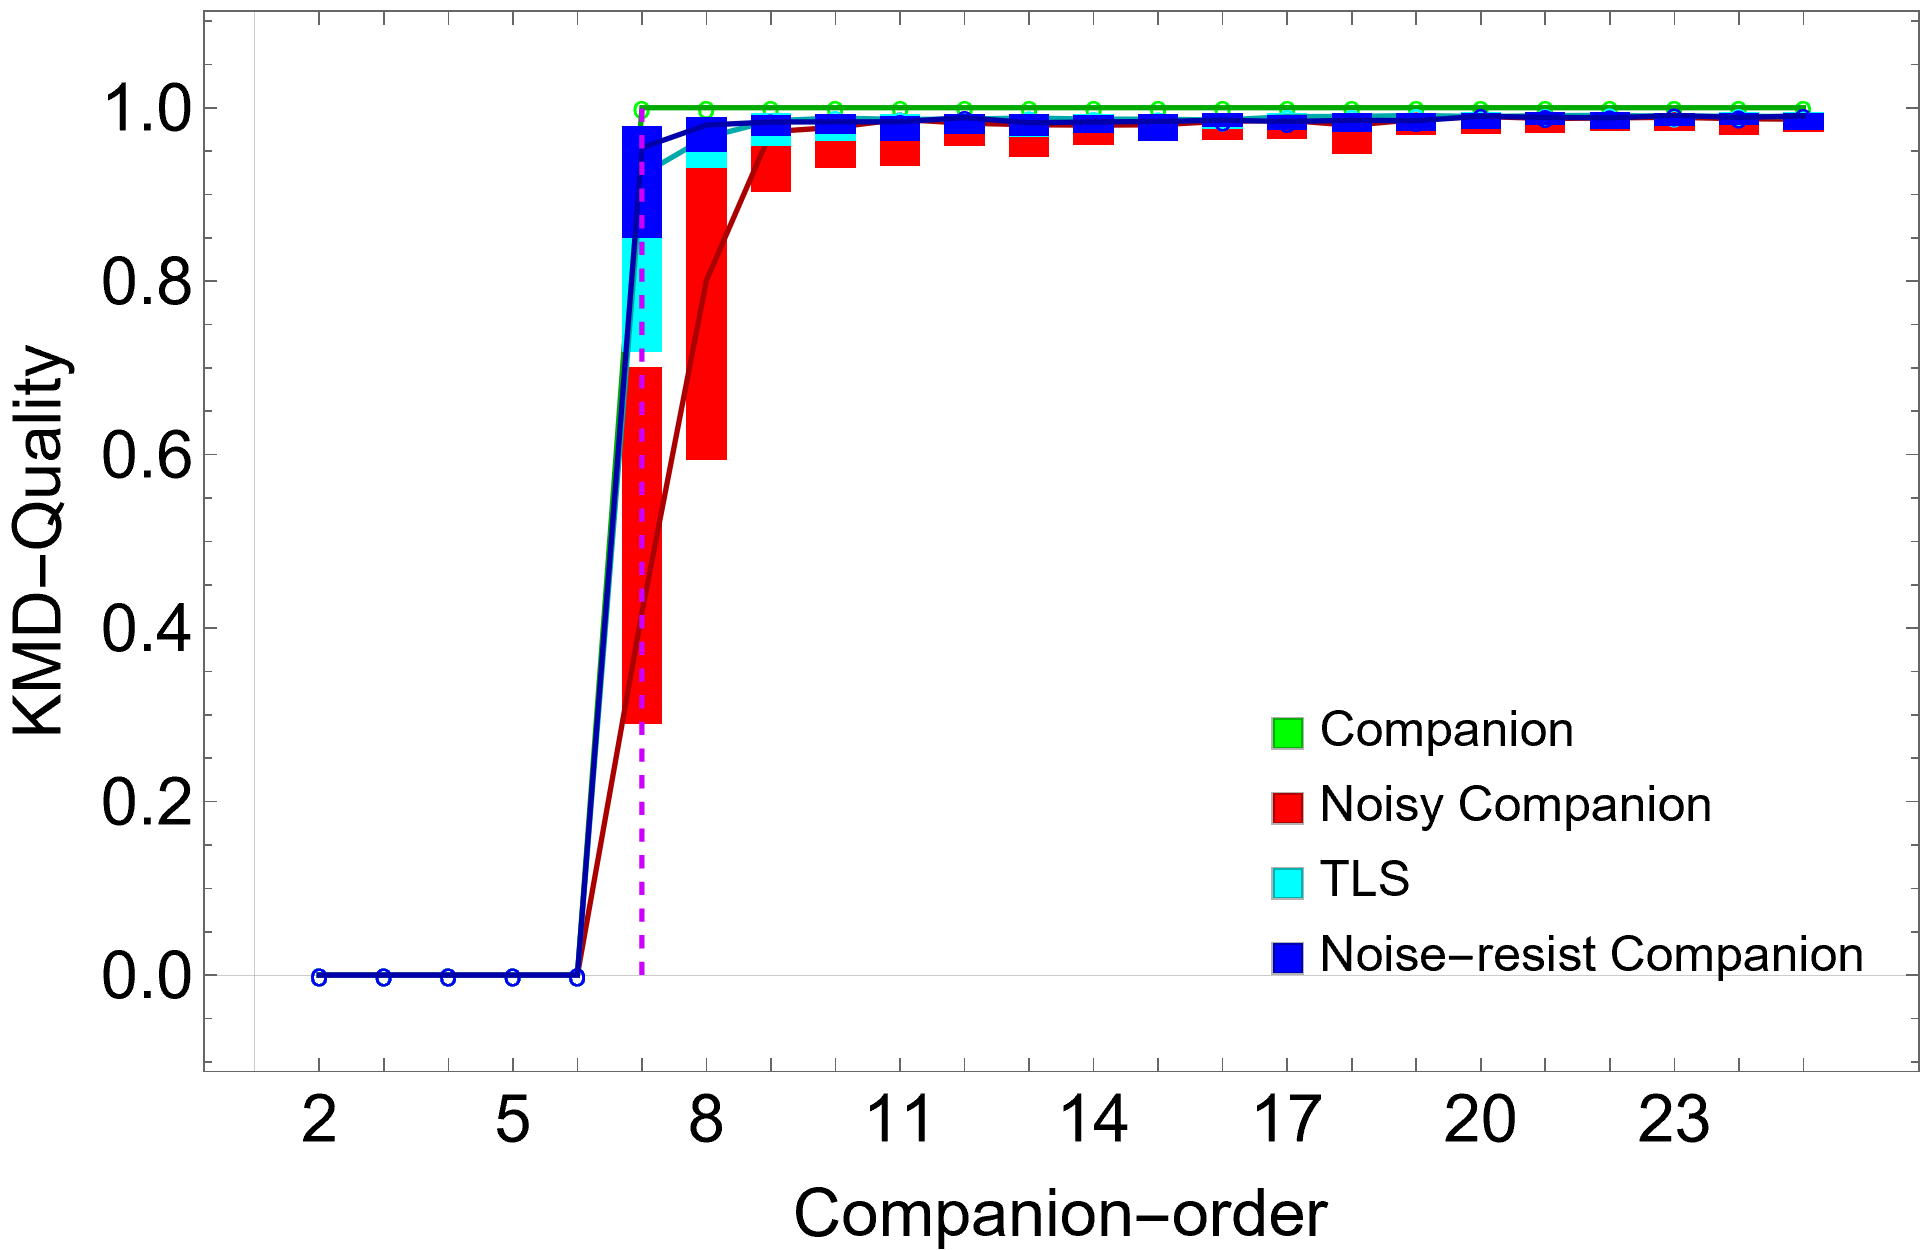 KMD−Quality
1.0
0.8
0.6
0.4
0.2
0.0
Companion
Noisy Companion
TLS
Noise−resist Companion
2 5 8 11 14 17 20 23
Companion−order